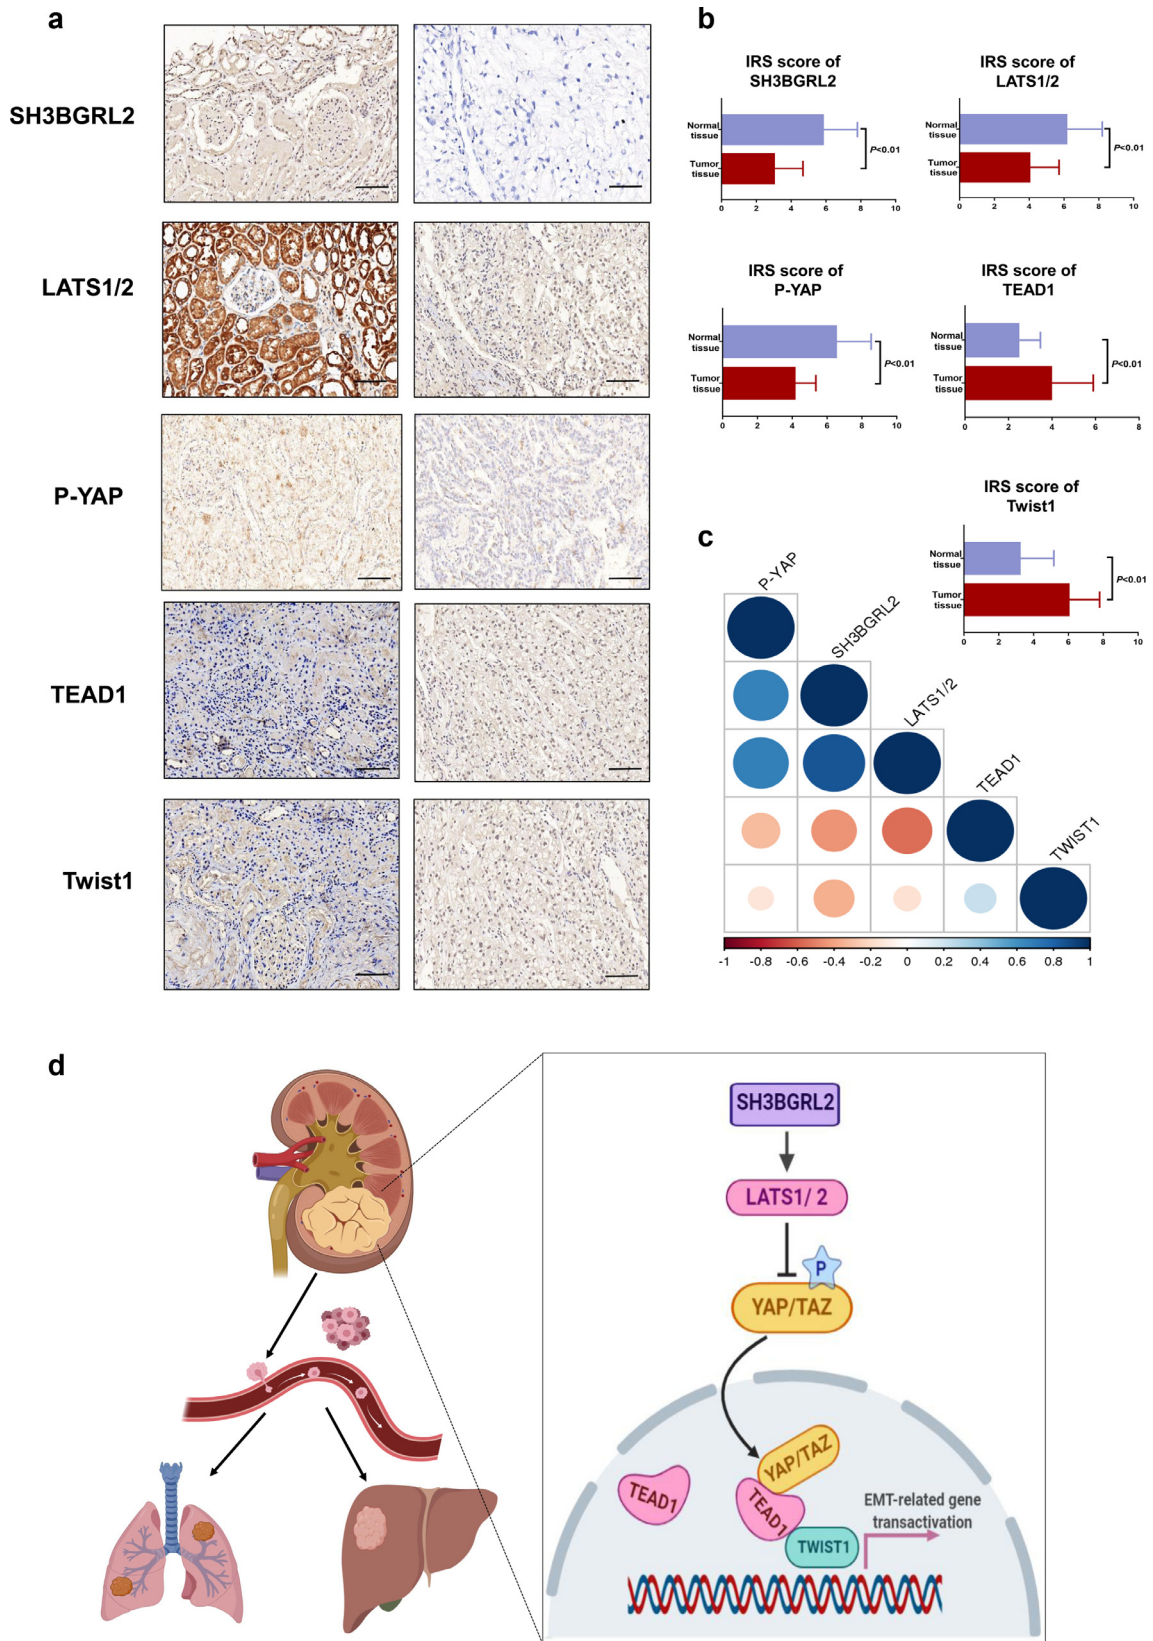 a
SH3BGRL2
LATS1/2
P-YAP
TEAD1
Twist1
b
IRS score of
SH3BGRL2
Normal
tissue
Tumor
tissue
P<0.01
0 2 4 6 8 10
IRS score of
LATS1/2
Normal
tissue
Tumor
tissue
P<0.01
0 2 4 6 8 10
IRS score of
P-YAP
Normal
tissue
Tumor
tissue
P<0.01
0 2 4 6 8 10
IRS score of
TEAD1
Normal
tissue
Tumor
tissue
P<0.01
0 2 4 6 8
IRS score of
Twist1
Normal
tissue
Tumor
tissue
P<0.01
0 2 4 6 8 10
c
P-YAP
SH3BGRL2
LATS1/2
TEAD1
TWIST1
-1 -0.8 -0.6 -0.4 -0.2 0 0.2 0.4 0.6 0.8 1
d
SH3BGRL2
LATS1/ 2
P
YAP/TAZ
YAP/TAZ
TEAD1
TEAD1
TWIST1
EMT-related gene
transactivation